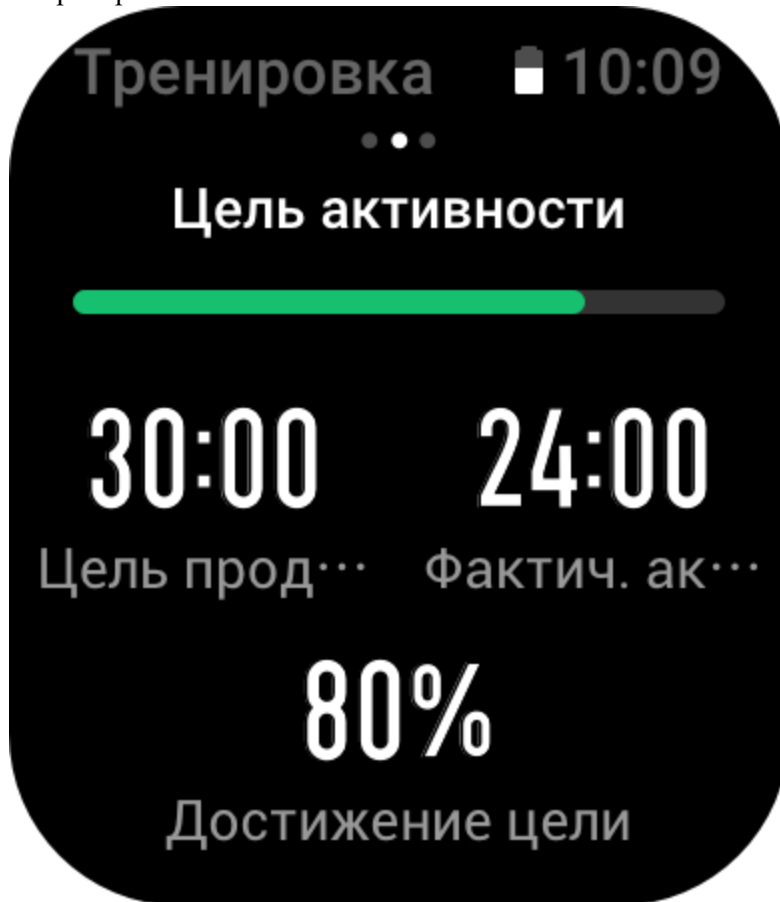 Тренировка 10:09
Цель активности
30:00 24:00
Цель прод··· Фактич. ак···
80%
Достижение цели